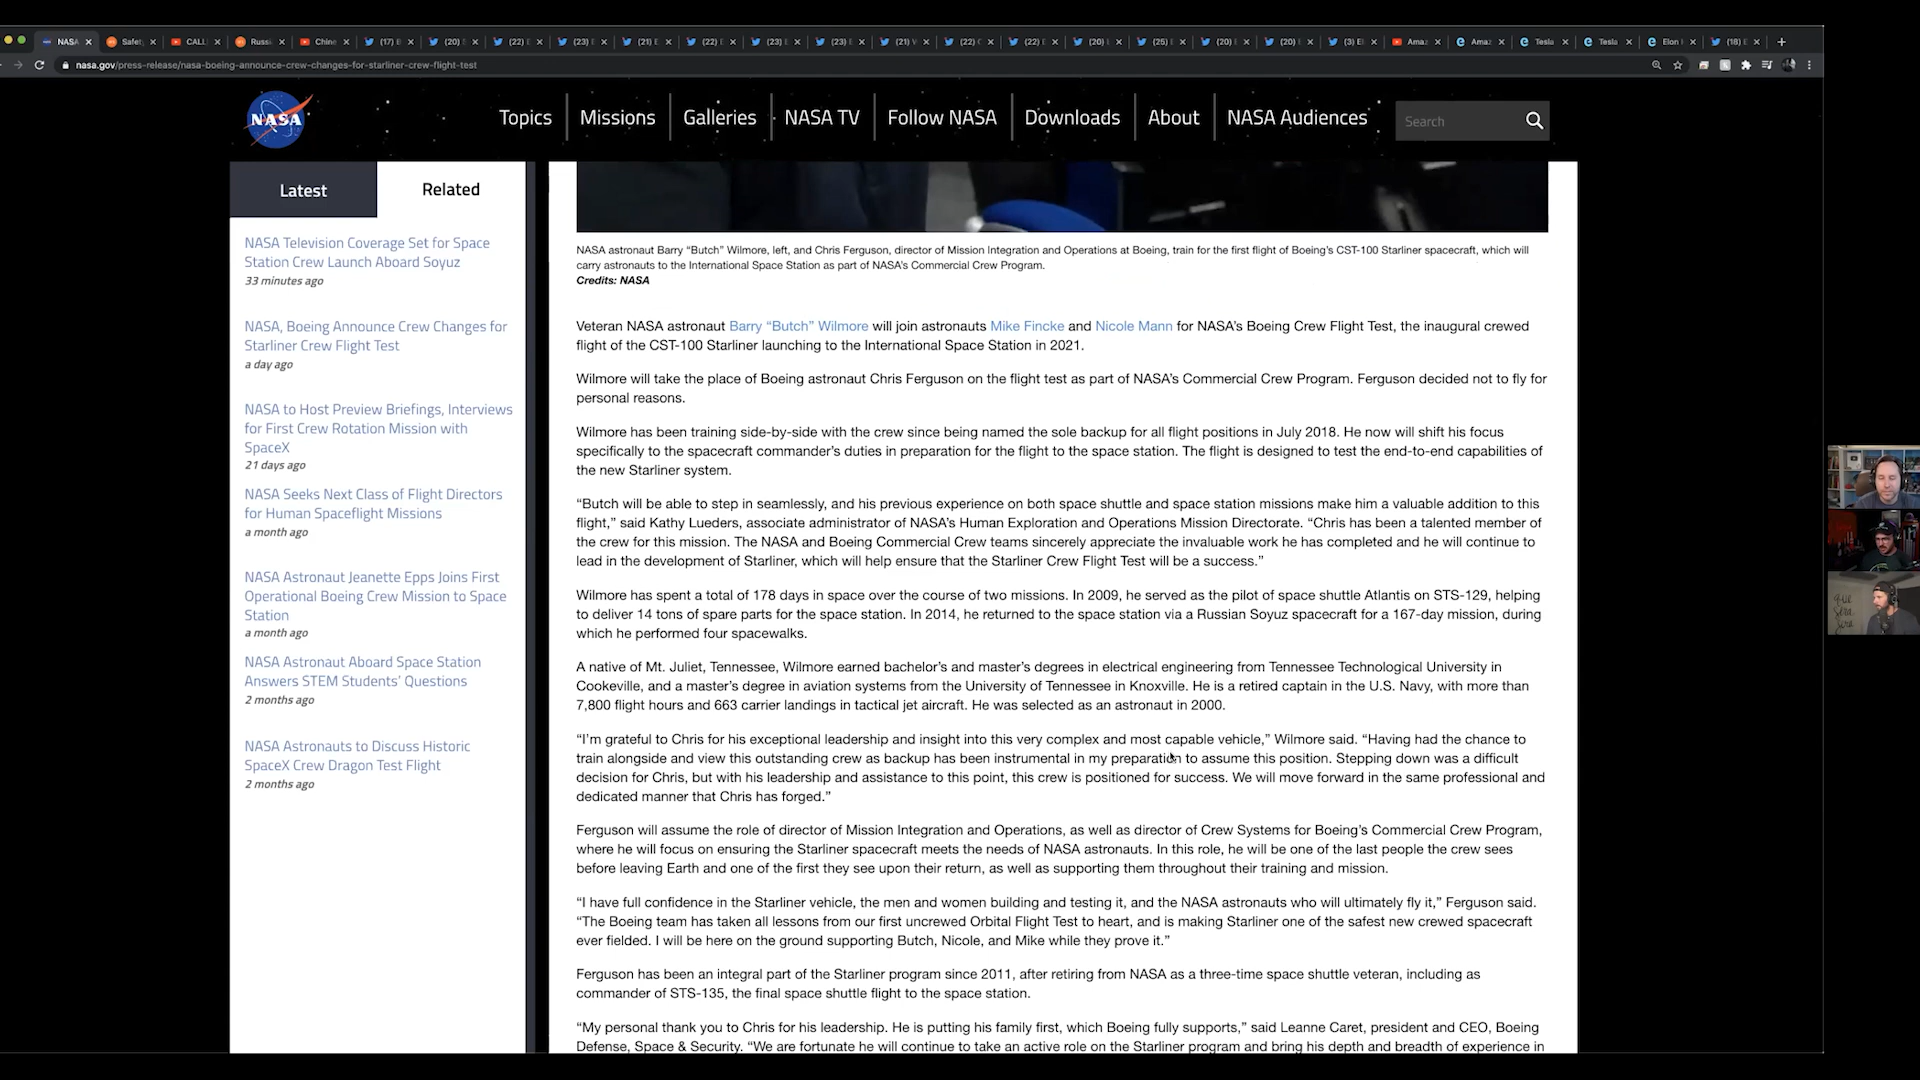 NASA
Safet
CALL
Russi
Chine
(17) E
(20)
(22) E
(23) E
(21) E
(22) E
(23) E
(23) E
(21) V
(22) C
(22) E
(20) L
(25) E
(20) E
(20) E
(3) El
Amaz
Amaz
Tesla
Tesla
Elon
(18) E
nasa.gov/press-release/nasa-boeing-announce-crew-changes-for-starliner-crew-flight-test
NASA
Topics
Missions
Galleries
NASA TV
Follow NASA
Downloads
About
NASA Audiences
Search
Latest
Related
NASA Television Coverage Set for Space
Station Crew Launch Aboard Soyuz
33 minutes ago
NASA, Boeing Announce Crew Changes for
Starliner Crew Flight Test
a day ago
NASA to Host Preview Briefings, Interviews
for First Crew Rotation Mission with
SpaceX
21 days ago
NASA Seeks Next Class of Flight Directors
for Human Spaceflight Missions
a month ago
NASA Astronaut Jeanette Epps Joins First
Operational Boeing Crew Mission to Space
Station
a month ago
NASA Astronaut Aboard Space Station
Answers STEM Students’ Questions
2 months ago
NASA Astronauts to Discuss Historic
SpaceX Crew Dragon Test Flight
2 months ago
NASA astronaut Barry “Butch” Wilmore, left, and Chris Ferguson, director of Mission Integration and Operations at Boeing, train for the first flight of Boeing’s CST-100 Starliner spacecraft, which will
carry astronauts to the International Space Station as part of NASA’s Commercial Crew Program.
Credits: NASA
Veteran NASA astronaut Barry “Butch” Wilmore will join astronauts Mike Fincke and Nicole Mann for NASA’s Boeing Crew Flight Test, the inaugural crewed
flight of the CST-100 Starliner launching to the International Space Station in 2021.
Wilmore will take the place of Boeing astronaut Chris Ferguson on the flight test as part of NASA’s Commercial Crew Program. Ferguson decided not to fly for
personal reasons.
Wilmore has been training side-by-side with the crew since being named the sole backup for all flight positions in July 2018. He now will shift his focus
specifically to the spacecraft commander’s duties in preparation for the flight to the space station. The flight is designed to test the end-to-end capabilities of
the new Starliner system.
“Butch will be able to step in seamlessly, and his previous experience on both space shuttle and space station missions make him a valuable addition to this
flight,” said Kathy Lueders, associate administrator of NASA’s Human Exploration and Operations Mission Directorate. “Chris has been a talented member of
the crew for this mission. The NASA and Boeing Commercial Crew teams sincerely appreciate the invaluable work he has completed and he will continue to
lead in the development of Starliner, which will help ensure that the Starliner Crew Flight Test will be a success.”
Wilmore has spent a total of 178 days in space over the course of two missions. In 2009, he served as the pilot of space shuttle Atlantis on STS-129, helping
to deliver 14 tons of spare parts for the space station. In 2014, he returned to the space station via a Russian Soyuz spacecraft for a 167-day mission, during
which he performed four spacewalks.
A native of Mt. Juliet, Tennessee, Wilmore earned bachelor’s and master’s degrees in electrical engineering from Tennessee Technological University in
Cookeville, and a master’s degree in aviation systems from the University of Tennessee in Knoxville. He is a retired captain in the U.S. Navy, with more than
7,800 flight hours and 663 carrier landings in tactical jet aircraft. He was selected as an astronaut in 2000.
“I’m grateful to Chris for his exceptional leadership and insight into this very complex and most capable vehicle,” Wilmore said. “Having had the chance to
train alongside and view this outstanding crew as backup has been instrumental in my preparation to assume this position. Stepping down was a difficult
decision for Chris, but with his leadership and assistance to this point, this crew is positioned for success. We will move forward in the same professional and
dedicated manner that Chris has forged.”
Ferguson will assume the role of director of Mission Integration and Operations, as well as director of Crew Systems for Boeing’s Commercial Crew Program,
where he will focus on ensuring the Starliner spacecraft meets the needs of NASA astronauts. In this role, he will be one of the last people the crew sees
before leaving Earth and one of the first they see upon their return, as well as supporting them throughout their training and mission.
“I have full confidence in the Starliner vehicle, the men and women building and testing it, and the NASA astronauts who will ultimately fly it,” Ferguson said.
“The Boeing team has taken all lessons from our first uncrewed Orbital Flight Test to heart, and is making Starliner one of the safest new crewed spacecraft
ever fielded. I will be here on the ground supporting Butch, Nicole, and Mike while they prove it.”
Ferguson has been an integral part of the Starliner program since 2011, after retiring from NASA as a three-time space shuttle veteran, including as
commander of STS-135, the final space shuttle flight to the space station.
“My personal thank you to Chris for his leadership. He is putting his family first, which Boeing fully supports,” said Leanne Caret, president and CEO, Boeing
Defense, Space & Security. “We are fortunate he will continue to take an active role on the Starliner program and bring his depth and breadth of experience in
que
Sera
Sera